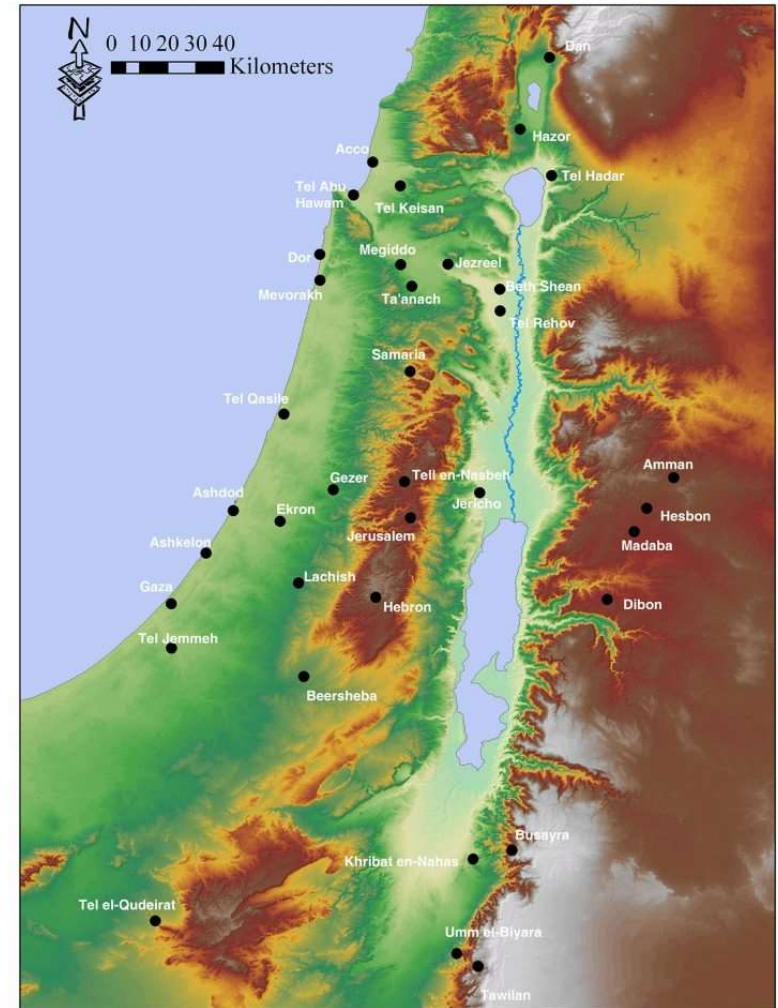 N
0 10 20 30 40
Kilometers
Dan
Hazor
Acco
Tel Hadar
Tel Abu
Hawam
Tel Keisan
Dor
Megiddo
Jezreel
Mevorakh
Ta'anach
Beth Shean
Tel Rehov
Samaria
Tel Qasile
Gezer
Tell en-Nasbeh
Amman
Ashdod
Ekron
Jericho
Hesbon
Jerusalem
Madaba
Ashkelon
Lachish
Gaza
Hebron
Dibon
Tel Jemmeh
Beersheba
Busayra
Khribat en-Nahas
Tel el-Qudeirat
Umm el-Biyara
Tawilan